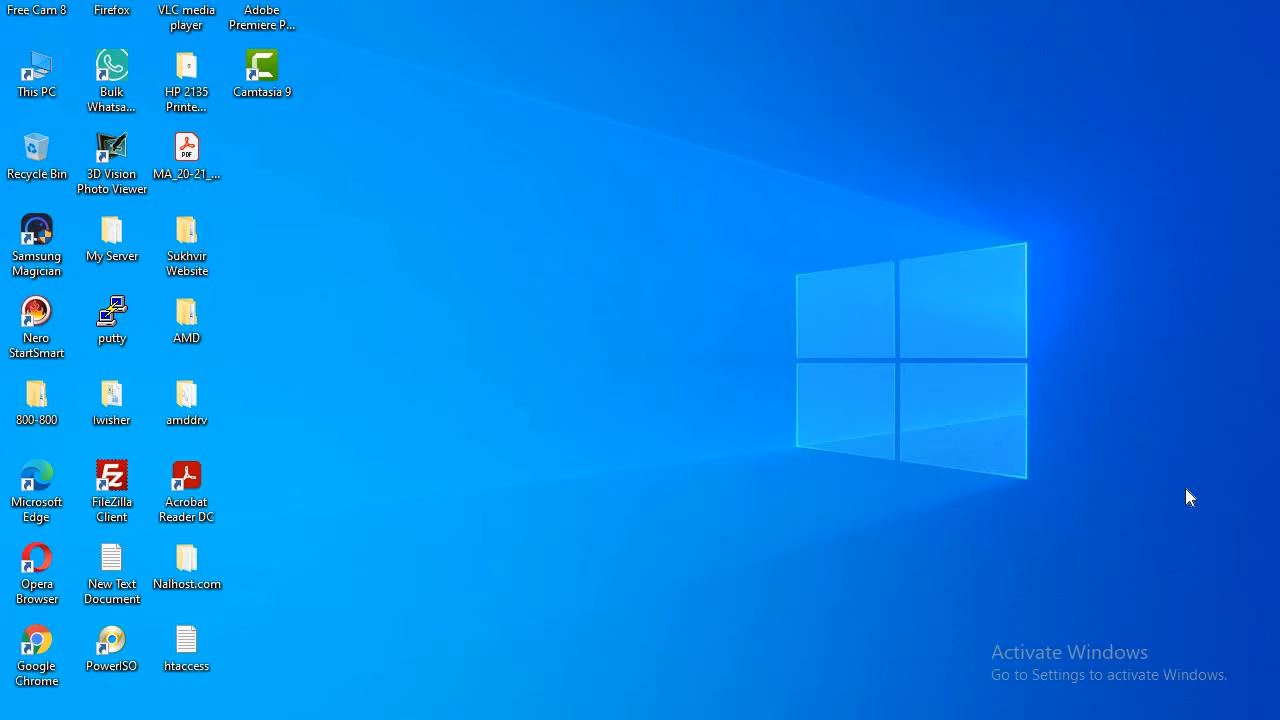 Free Cam 8
Firefox
VLC media
player
Adobe
Premiere P...
This PC
Bulk
Whatsa...
HP 2135
Printe...
Camtasia 9
Recycle Bin
3D Vision
Photo Viewer
PDF
MA_20-21_...
Samsung
Magician
My Server
Sukhvir
Website
Nero
StartSmart
putty
AMD
800-800
lwisher
amddrv
Microsoft
Edge
FZ
FileZilla
Client
Acrobat
Reader DC
Opera
Browser
New Text
Document
Nalhost.com
Google
Chrome
PowerISO
htaccess
Activate Windows
Go to Settings to activate Windows.